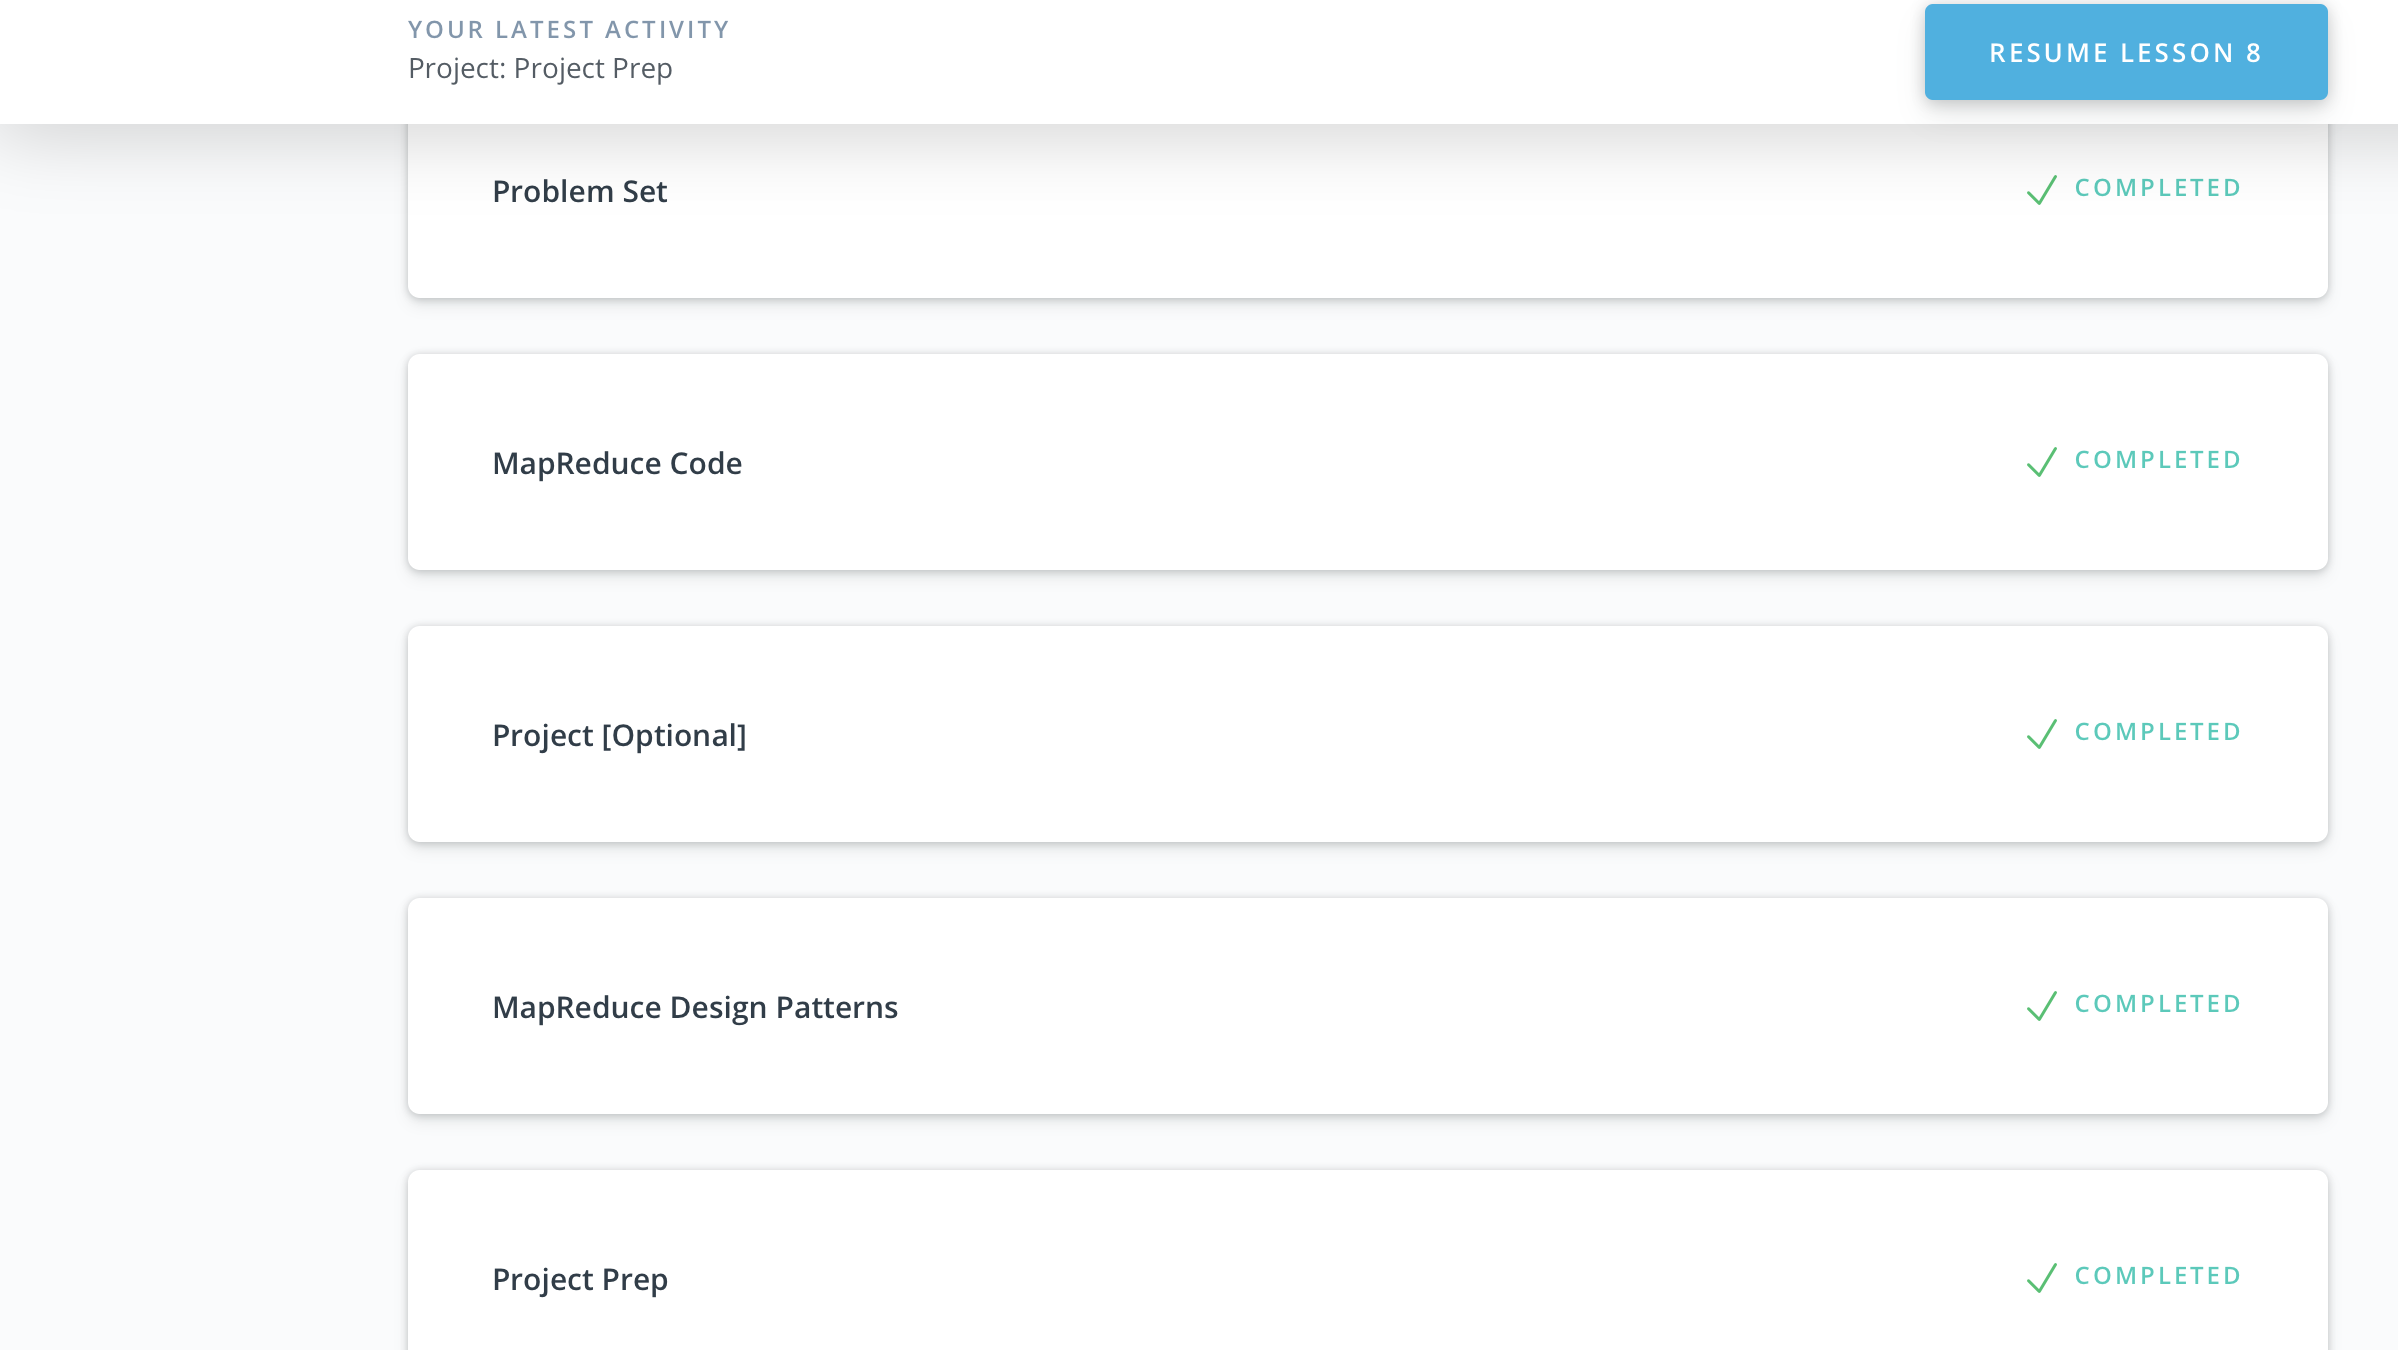 YOUR LATEST ACTIVITY
Project: Project Prep
RESUME LESSON 8
Problem Set
COMPLETED
MapReduce Code
COMPLETED
Project [Optional]
COMPLETED
MapReduce Design Patterns
COMPLETED
Project Prep
COMPLETED